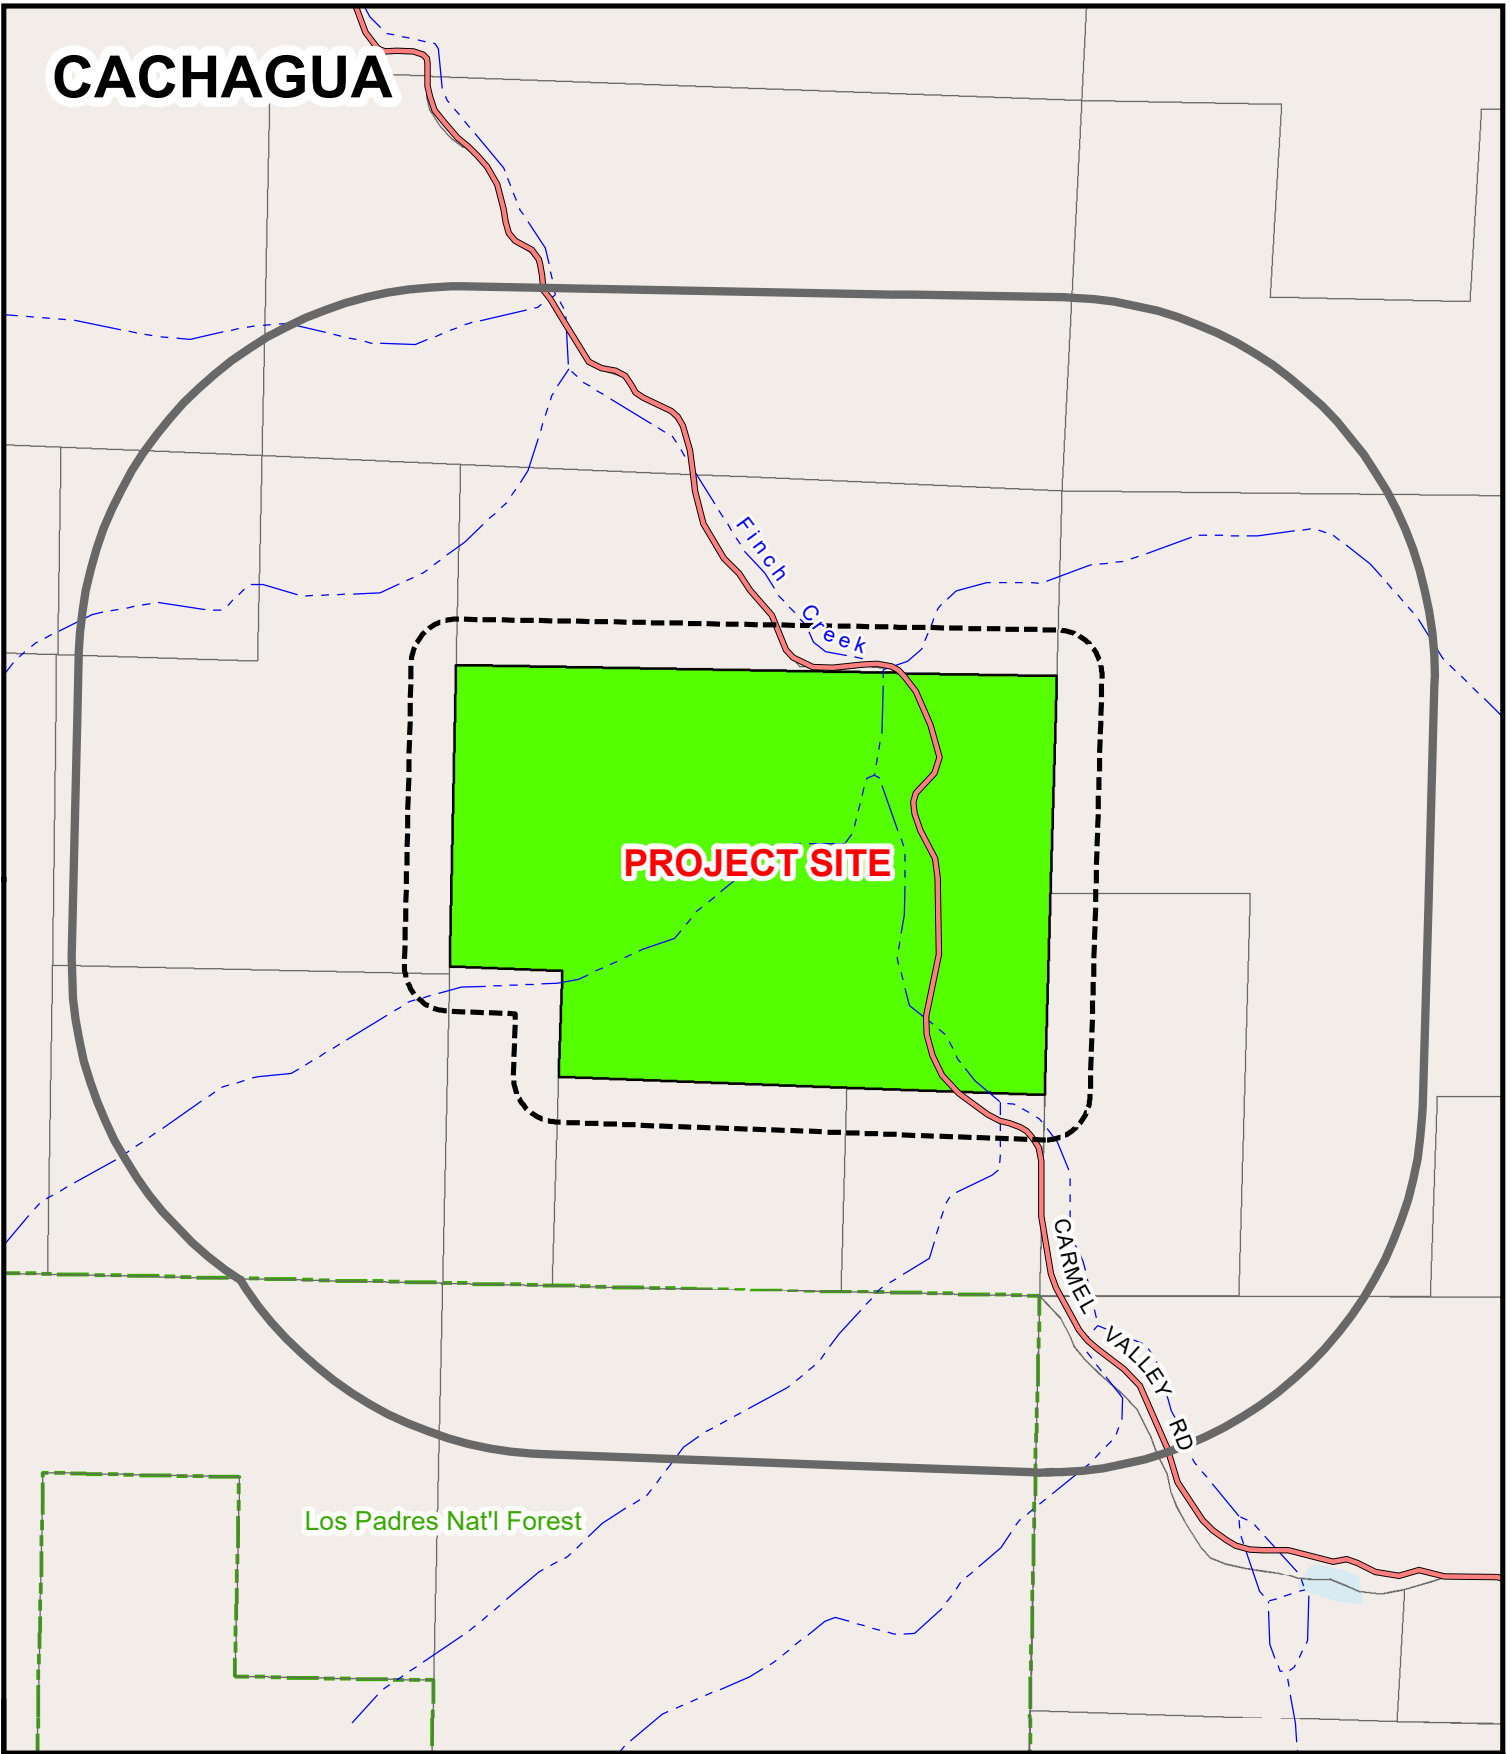 CACHAGUA
Finch
Creek
PROJECT SITE
CARMEL VALLEY RD
Los Padres Nat'l Forest